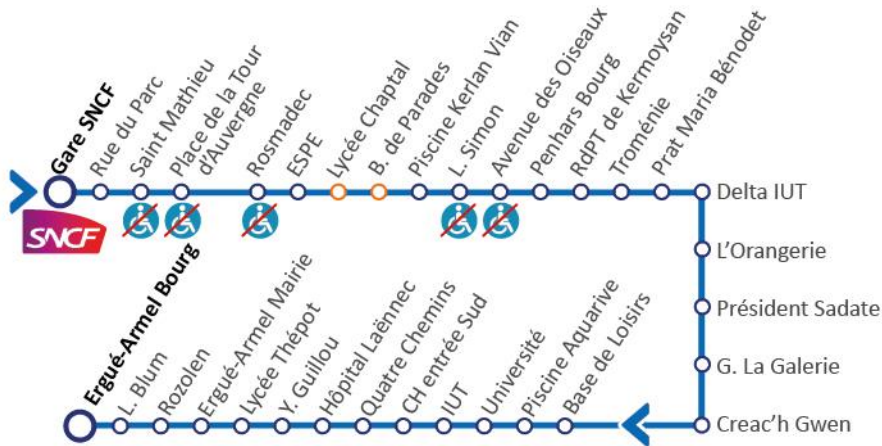 Gare SNCF
Rue du Parc
Saint Mathieu
Place de la Tour
d'Auvergne
Rosmadec
ESPE
Lycée Chaptal
B. de Parades
Piscine Kerlan Vian
L. Simon
Avenue des Oiseaux
Penhars Bourg
RdPT de Kermoysan
Troménie
Prat Maria Bénodet
SNCF
Delta IUT
L'Orangerie
Président Sadate
G. La Galerie
Creac'h Gwen
Ergué-Armel Bourg
L. Blum
Rozolen
Ergué-Armel Mairie
Lycée Thépot
Y. Guillou
Hôpital Laënnec
Quatre Chemins
CH entrée Sud
IUT
Université
Piscine Aquarive
Base de Loisirs